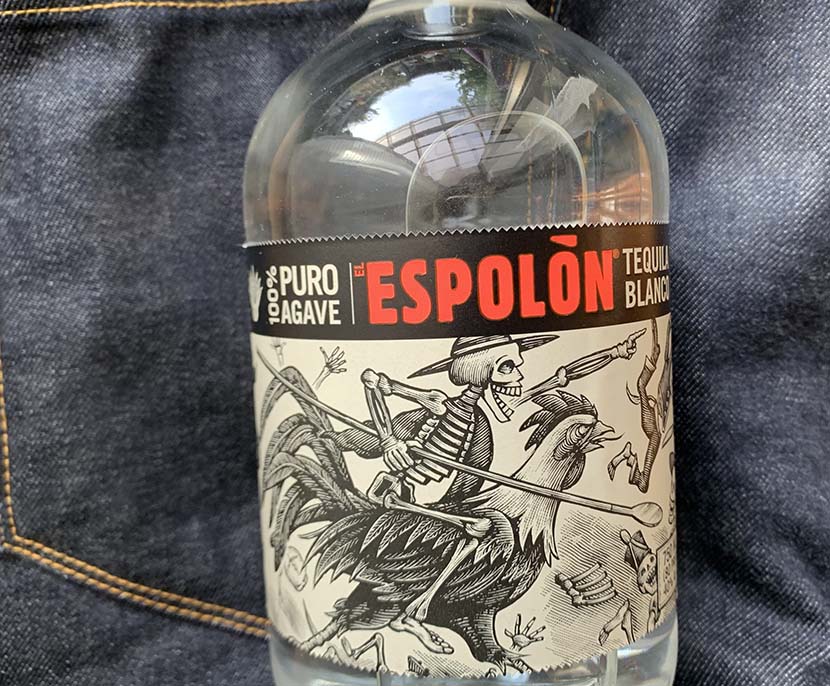 100%
PURO
AGAVE
EL ESPOLÒN®
TEQUILA
BLANCO